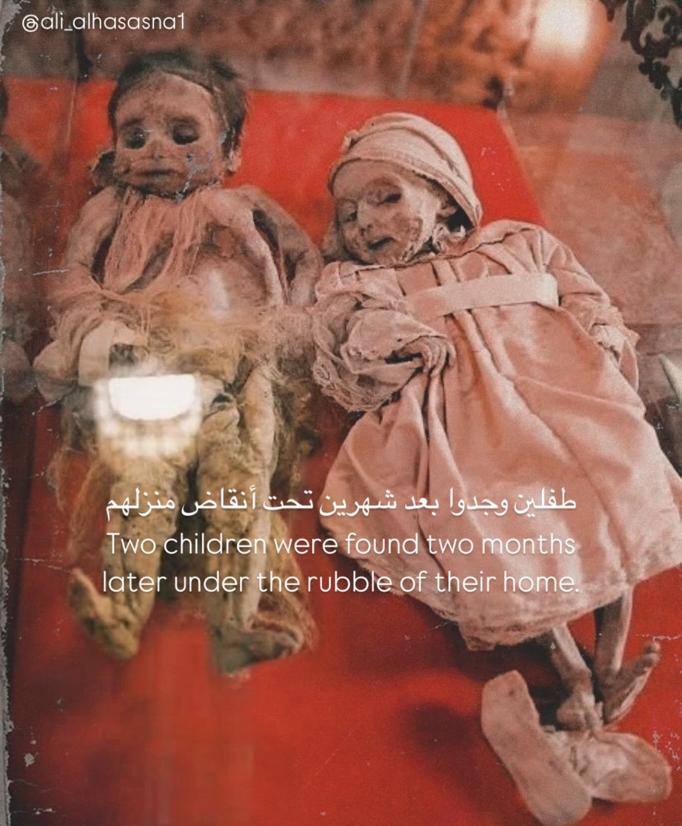 @ali_alhasasna1
طفلين وجدوا بعد شهرين تحت أنقاض منزلهم
Two children were found two months
later under the rubble of their home.